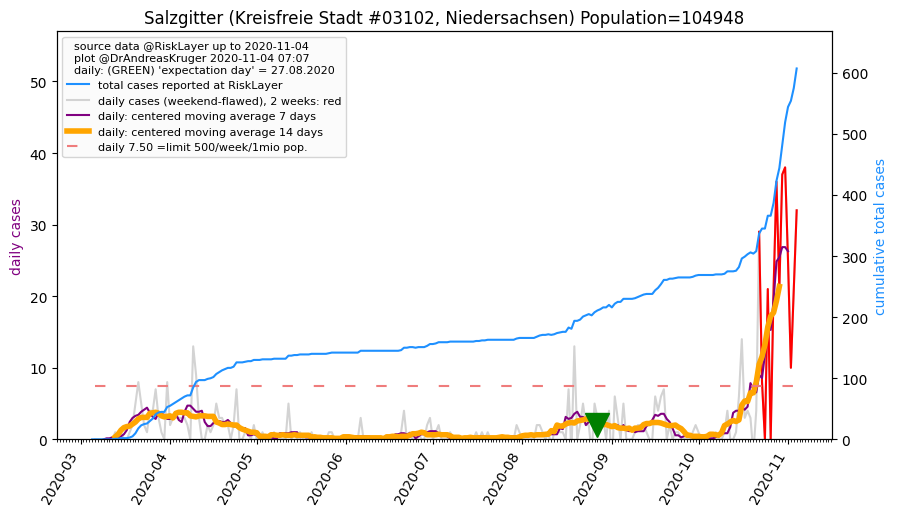 Salzgitter (Kreisfreie Stadt #03102, Niedersachsen) Population=104948
source data @RiskLayer up to 2020-11-04
plot @DrAndreasKruger 2020-11-04 07:07
daily: (GREEN) 'expectation day' = 27.08.2020
total cases reported at RiskLayer
daily cases (weekend-flawed), 2 weeks: red
daily: centered moving average 7 days
daily: centered moving average 14 days
daily 7.50 =limit 500/week/1mio pop.
daily cases
50
40
30
20
10
0
cumulative total cases
600
500
400
300
200
100
0
2020-03
2020-04
2020-05
2020-06
2020-07
2020-08
2020-09
2020-10
2020-11